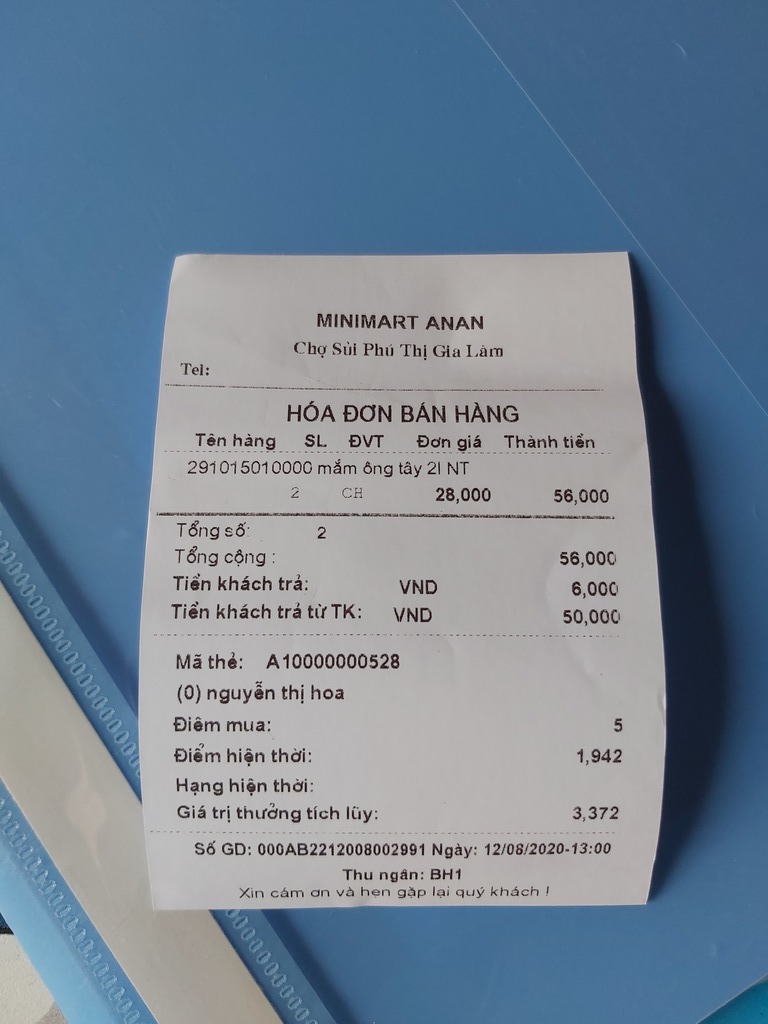 MINIMART ANAN
Chợ Sủi Phú Thị Gia Lâm
Tel:
HÓA ĐƠN BÁN HÀNG
Tên hàng SL ĐVT Đơn giá Thành tiền
291015010000 mắm ông tây 2l NT
2 CH 28,000 56,000
Tổng số: 2
Tổng cộng : 56,000
Tiền khách trả: VND 6,000
Tiền khách trả từ TK: VND 50,000
Mã thẻ: A10000000528
(0) nguyễn thị hoa
Điểm mua: 5
Điểm hiện thời: 1,942
Hạng hiện thời:
Giá trị thưởng tích lũy: 3,372
Số GD: 000AB2212008002991 Ngày: 12/08/2020-13:00
Thu ngân: BH1
Xin cám ơn và hẹn gặp lại quý khách !